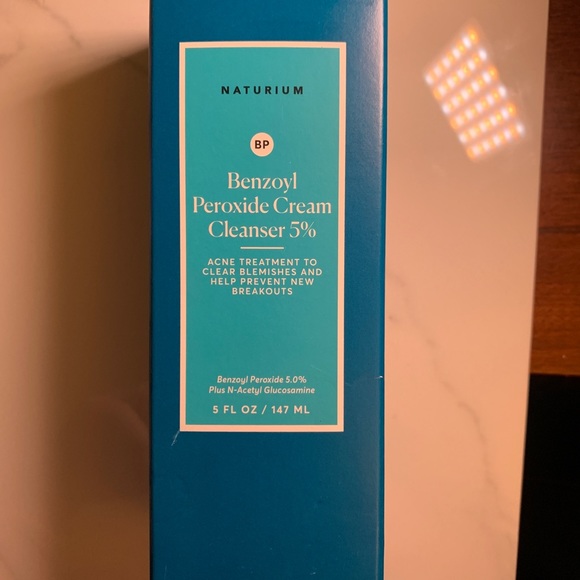 NATURIUM
BP
Benzoyl
Peroxide Cream
Cleanser 5%
ACNE TREATMENT TO
CLEAR BLEMISHES AND
HELP PREVENT NEW
BREAKOUTS
Benzoyl Peroxide 5.0%
Plus N-Acetyl Glucosamine
5 FL OZ / 147 ML